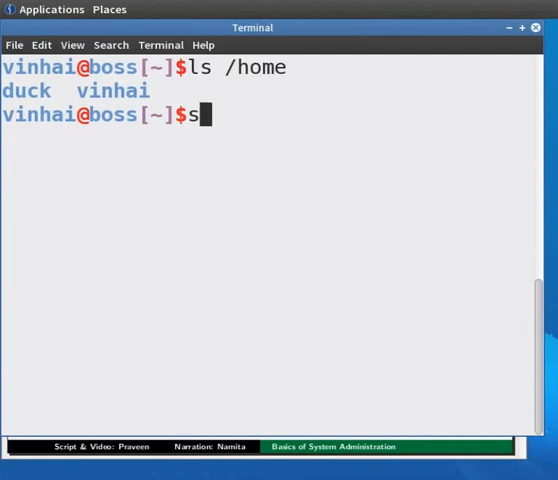 Applications Places
Terminal
File Edit View Search Terminal Help
vinhai@boss[~]$ls /home
duck vinhai
vinhai@boss[~]$s
Script & Video: Praveen Narration: Namita Basics of System Administration